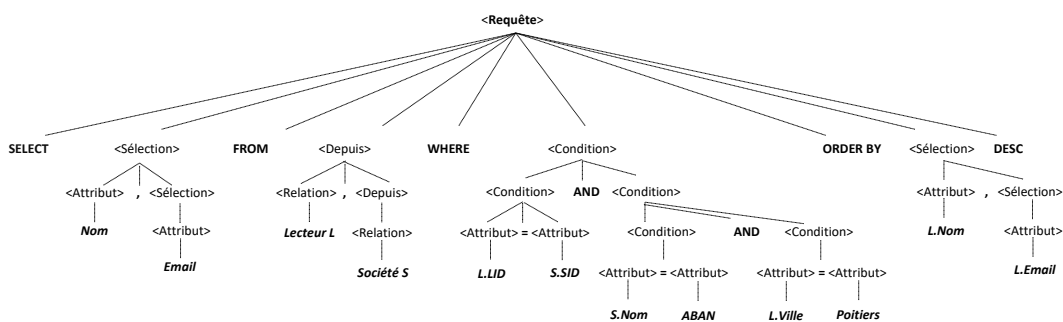 <Requête>
SELECT <Sélection> FROM <Depuis> WHERE <Condition> ORDER BY <Sélection> DESC
<Attribut> , <Sélection> <Relation> , <Depuis> <Condition> AND <Condition> <Attribut> , <Sélection>
Nom <Attribut> Lecteur L <Relation> <Attribut> = <Attribut> <Condition> AND <Condition> L.Nom <Attribut>
Email Société S L.LID S.SID <Attribut> = <Attribut> <Attribut> = <Attribut> L.Email
S.Nom ABAN L.Ville Poitiers